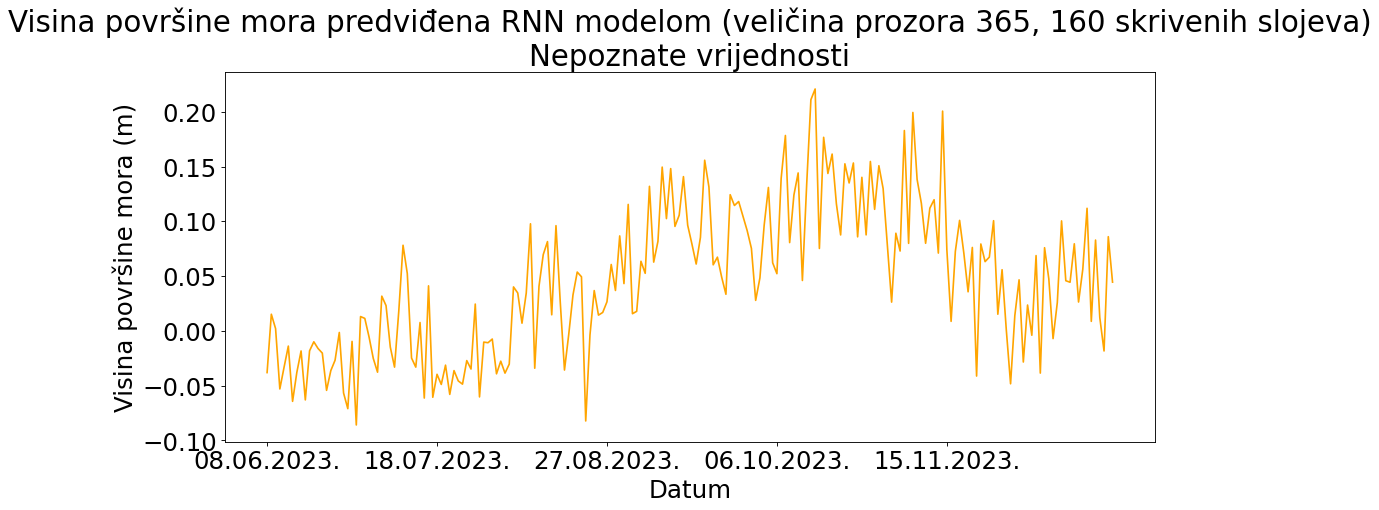 Visina površine mora predviđena RNN modelom (veličina prozora 365, 160 skrivenih slojeva)
Nepoznate vrijednosti
Visina površine mora (m)
0.20
0.15
0.10
0.05
0.00
−0.05
−0.10
08.06.2023. 18.07.2023. 27.08.2023. 06.10.2023. 15.11.2023.
Datum